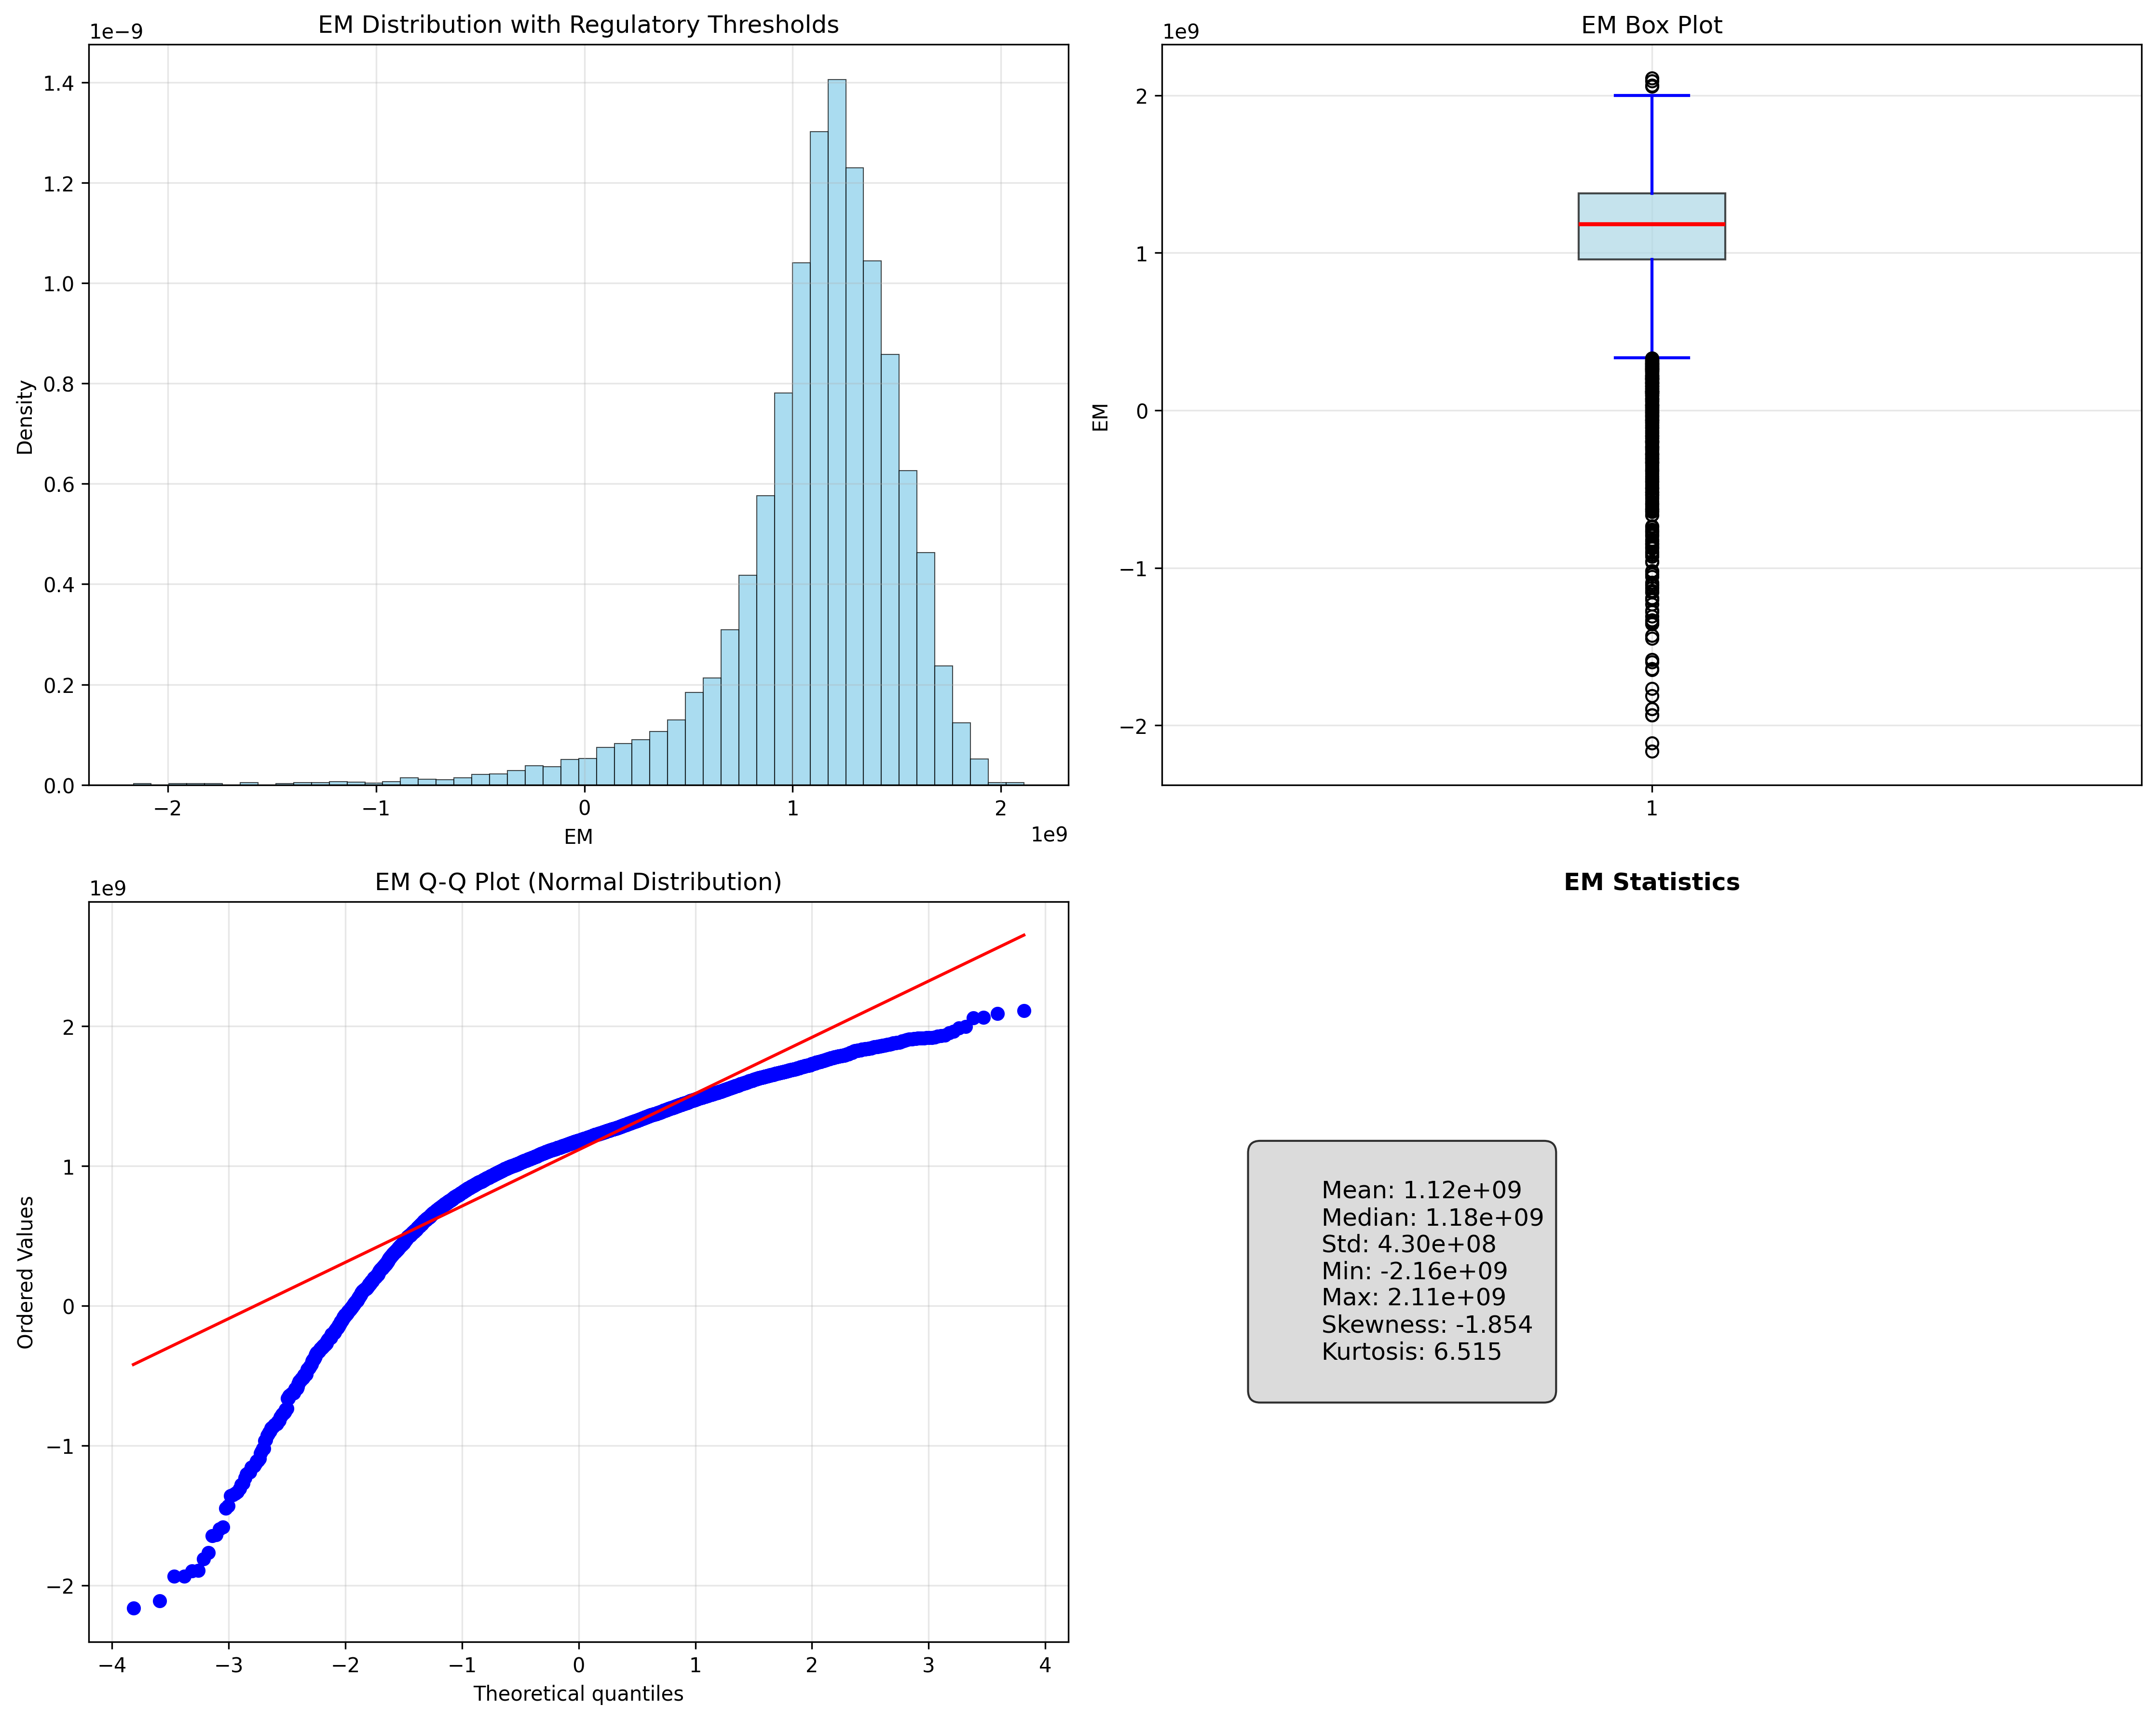 EM Distribution with Regulatory Thresholds
1e−9
1.4
1.2
1.0
0.8
0.6
0.4
0.2
0.0
Density
−2
−1
0
1
2
EM
1e9
EM Box Plot
1e9
2
1
0
−1
−2
EM
1
EM Q-Q Plot (Normal Distribution)
1e9
2
1
0
−1
−2
Ordered Values
−4
−3
−2
−1
0
1
2
3
4
Theoretical quantiles
EM Statistics
Mean: 1.12e+09
Median: 1.18e+09
Std: 4.30e+08
Min: -2.16e+09
Max: 2.11e+09
Skewness: -1.854
Kurtosis: 6.515